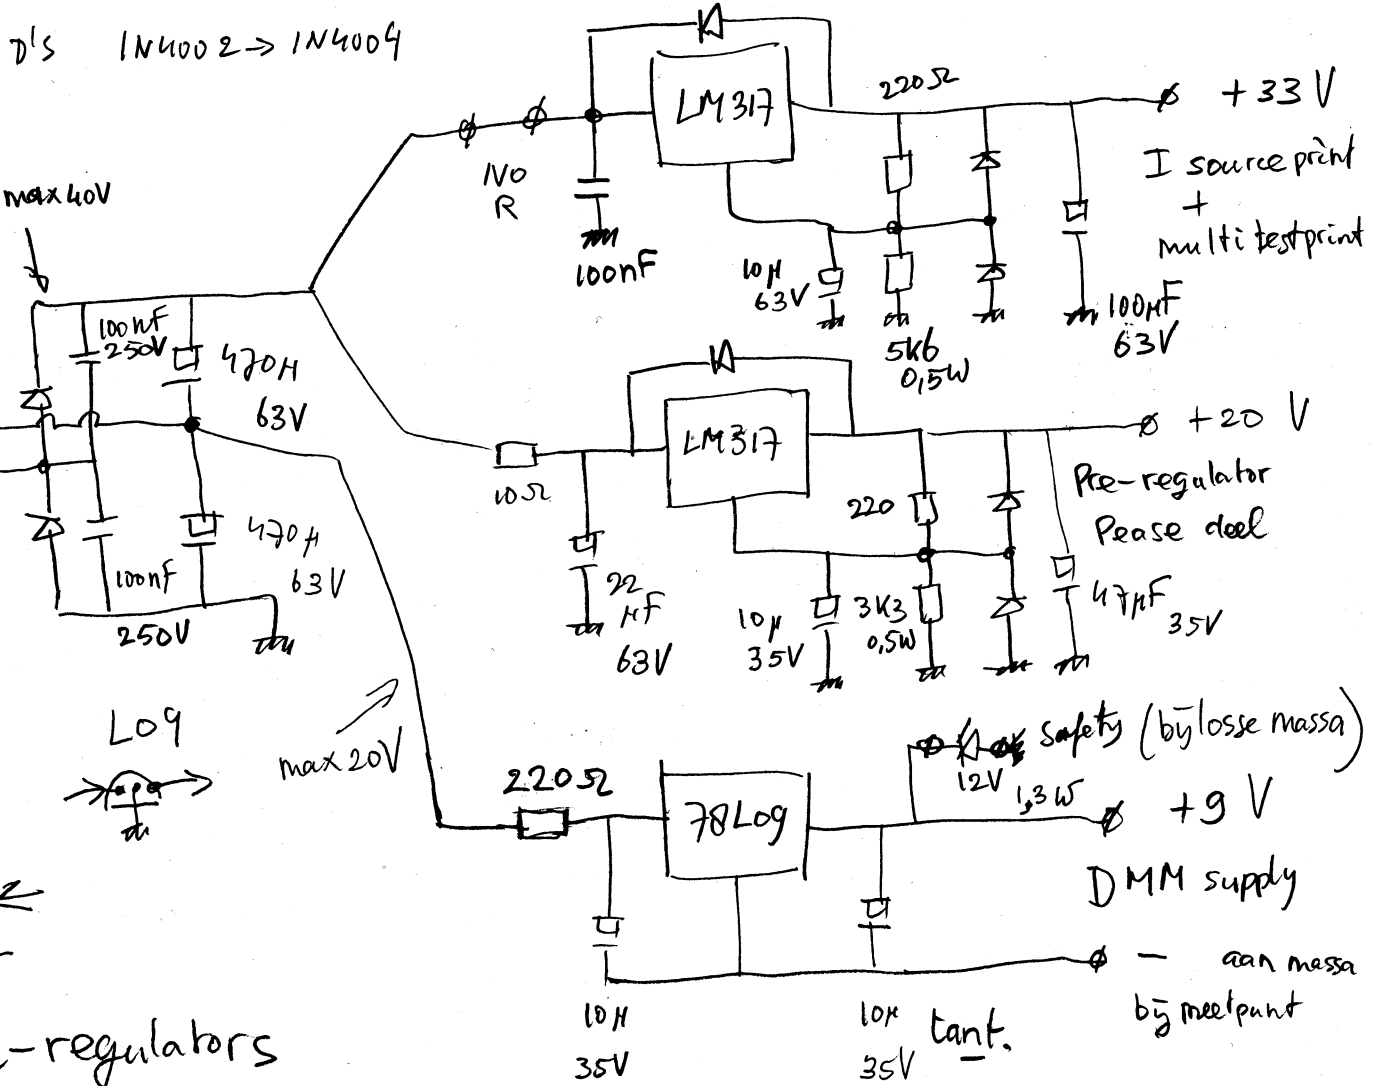 D's 1N4002 → 1N4004
max 40V
100nF
250V
470µ
63V
470µ
63V
100nF
250V
L09
max 20V
-regulators
LM317
220Ω
+33V
I source print
+
multi testprint
100nF
10µ
63V
5K6
0,5W
100µF
63V
LM317
10Ω
22
µF
63V
220
10µ
35V
3K3
0,5W
47µF
35V
+20 V
Pre-regulator
Pease deel
220Ω
78L09
12V
1,3W
safety (bij losse massa)
+9 V
DMM supply
- aan massa
bij meetpunt
10µ
35V
10µ
35V
tant.